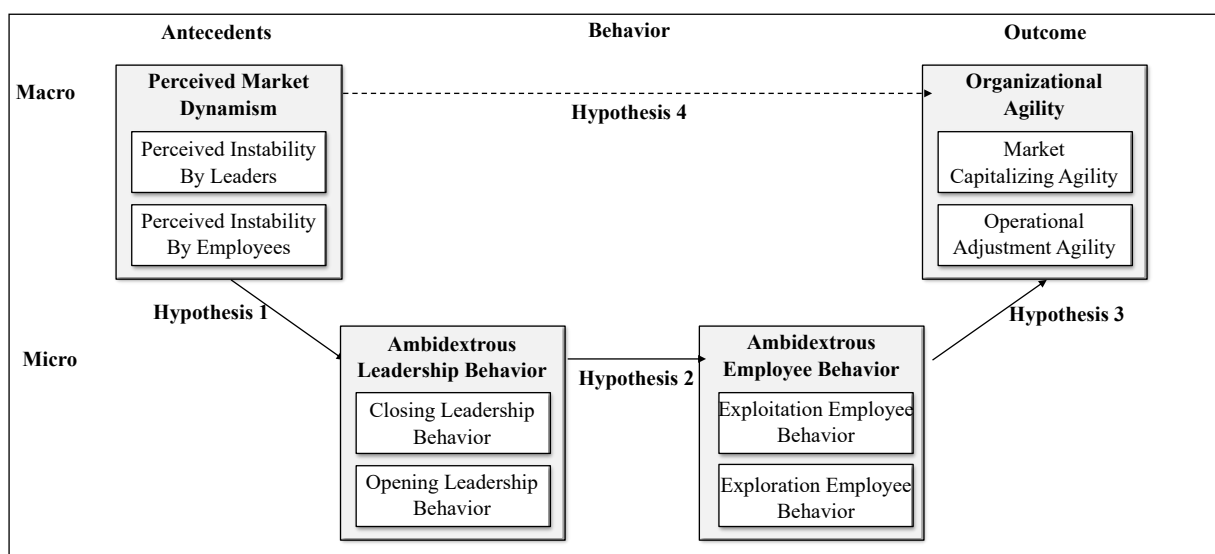 Antecedents
Behavior
Outcome
Macro
Perceived Market
Dynamism
Perceived Instability
By Leaders
Perceived Instability
By Employees
Hypothesis 4
Organizational
Agility
Market
Capitalizing Agility
Operational
Adjustment Agility
Hypothesis 1
Hypothesis 3
Micro
Ambidextrous
Leadership Behavior
Closing Leadership
Behavior
Opening Leadership
Behavior
Hypothesis 2
Ambidextrous
Employee Behavior
Exploitation Employee
Behavior
Exploration Employee
Behavior